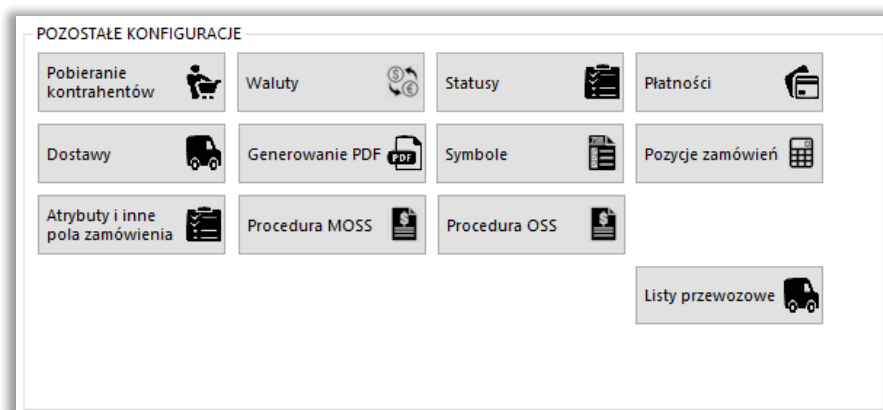 POZOSTAŁE KONFIGURACJE
Pobieranie
kontrahentów
Waluty
Statusy
Płatności
Dostawy
Generowanie PDF
PDF
Symbole
Pozycje zamówień
Atrybuty i inne
pola zamówienia
Procedura MOSS
Procedura OSS
Listy przewozowe